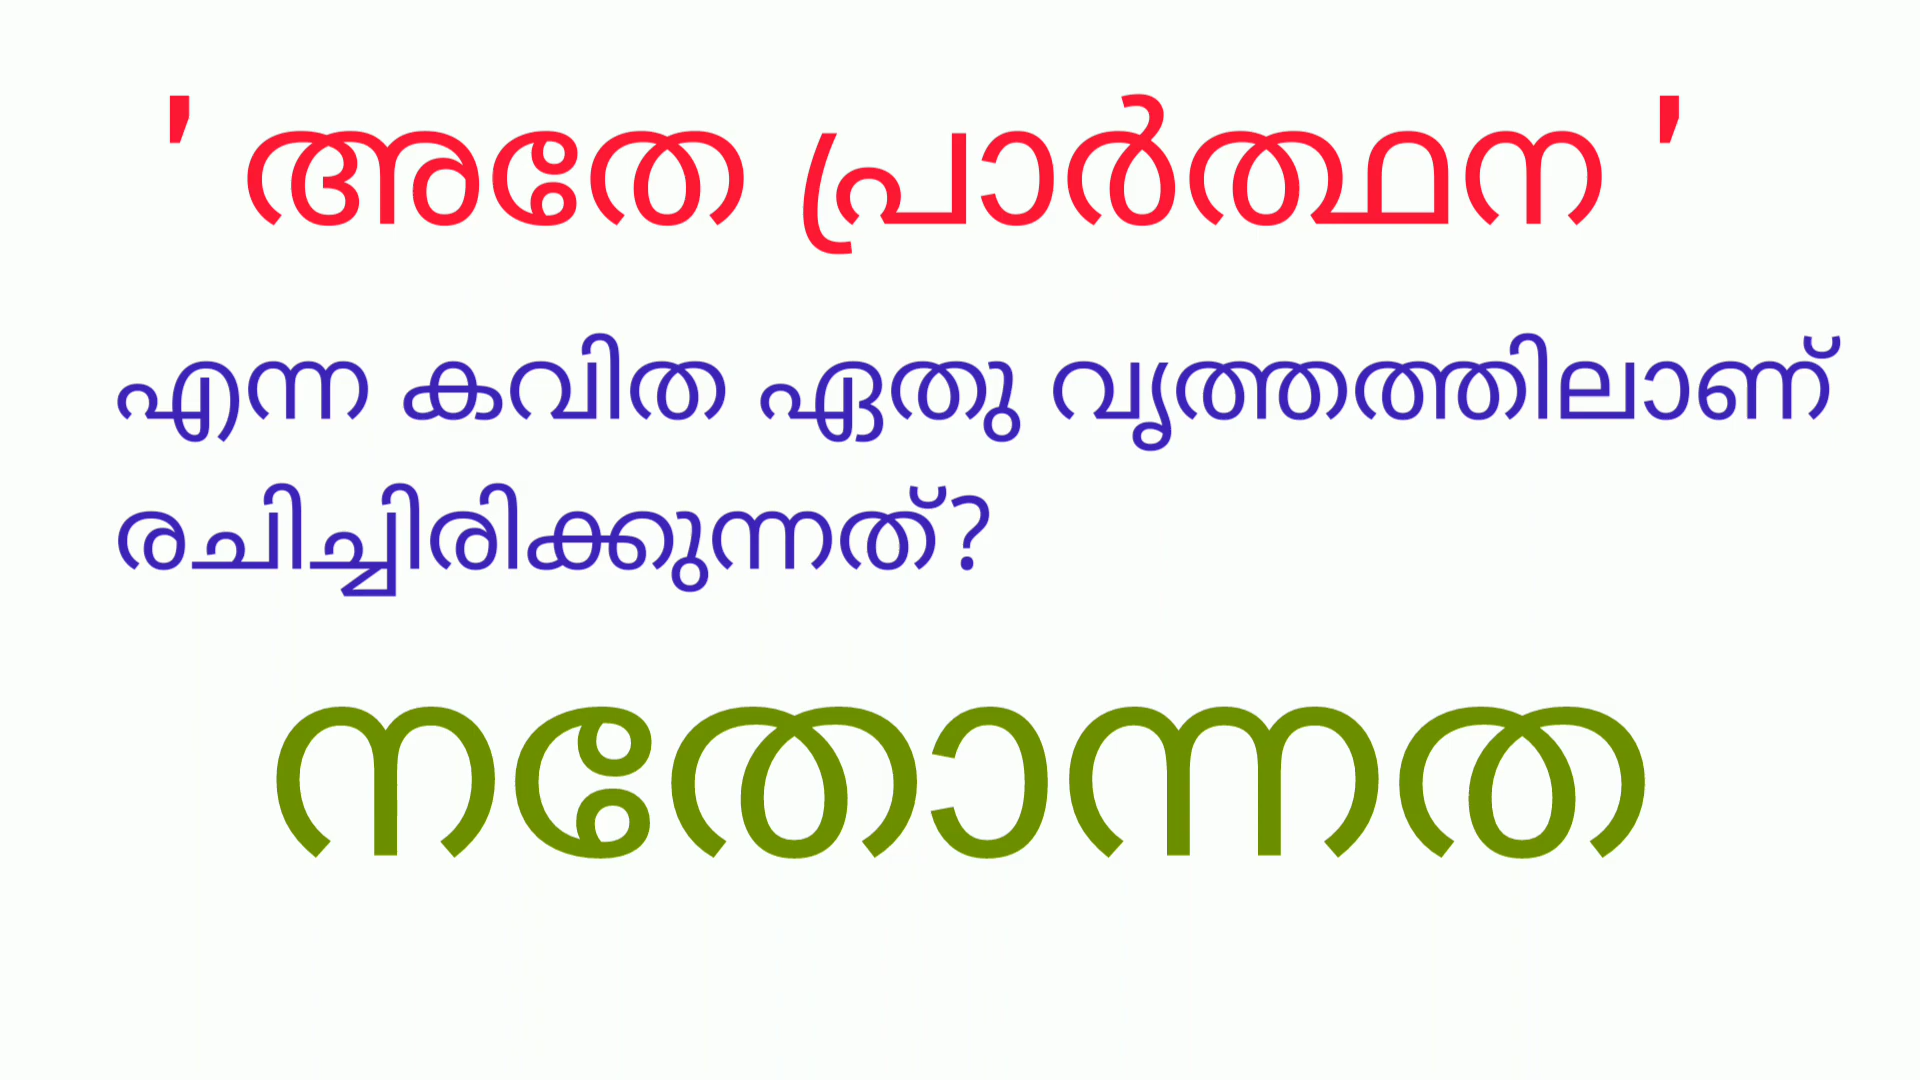 ' അതേ പ്രാർത്ഥന '
എന്ന കവിത ഏതു വൃത്തത്തിലാണ്
രചിച്ചിരിക്കുന്നത്?
നതോന്നത